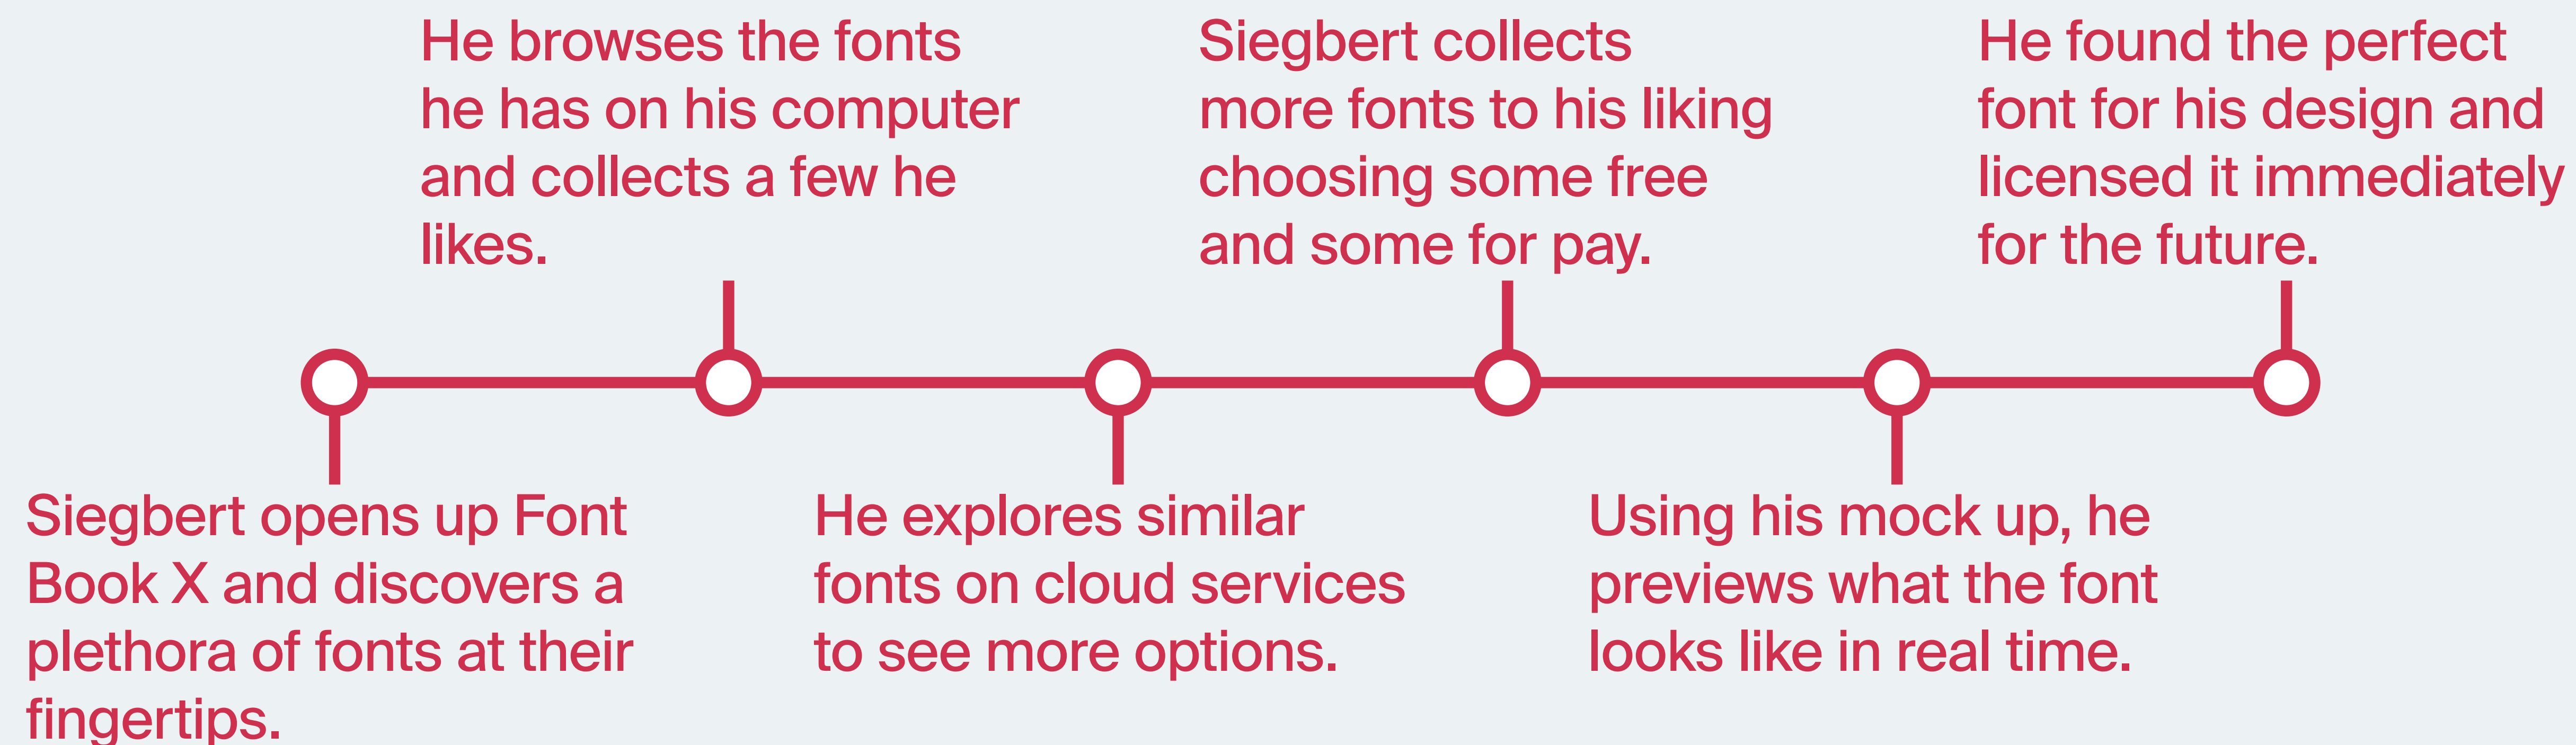 Siegbert opens up Font
Book X and discovers a
plethora of fonts at their
fingertips.
He browses the fonts
he has on his computer
and collects a few he
likes.
He explores similar
fonts on cloud services
to see more options.
Siegbert collects
more fonts to his liking
choosing some free
and some for pay.
Using his mock up, he
previews what the font
looks like in real time.
He found the perfect
font for his design and
licensed it immediately
for the future.